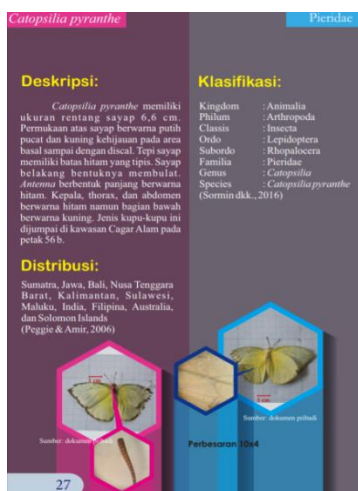 Catopsilia pyranthe
Pieridae
Deskripsi:
Catopsilia pyranthe memiliki
ukuran rentang sayap 6,6 cm.
Permukaan atas sayap berwarna putih
pucat dan kuning kehijauan pada area
basal sampai dengan discal. Tepi sayap
memiliki batas hitam yang tipis. Sayap
belakang bentuknya membulat.
Antenna berbentuk panjang berwarna
hitam. Kepala, thorax, dan abdomen
berwarna hitam namun bagian bawah
berwarna kuning. Jenis kupu-kupu ini
dijumpai di kawasan Cagar Alam pada
petak 56 b.
Distribusi:
Sumatra, Jawa, Bali, Nusa Tenggara
Barat, Kalimantan, Sulawesi,
Maluku, India, Filipina, Australia,
dan Solomon Islands
(Peggie & Amir, 2006)
Klasifikasi:
Kingdom : Animalia
Philum : Arthropoda
Classis : Insecta
Ordo : Lepidoptera
Subordo : Rhopalocera
Familia : Pieridae
Genus : Catopsilia
Species : Catopsilia pyranthe
(Sormin dkk., 2016)
1 cm
1 cm
Sumber: dokumen pribadi
Sumber: dokumen pribadi
Perbesaran 10x4
27